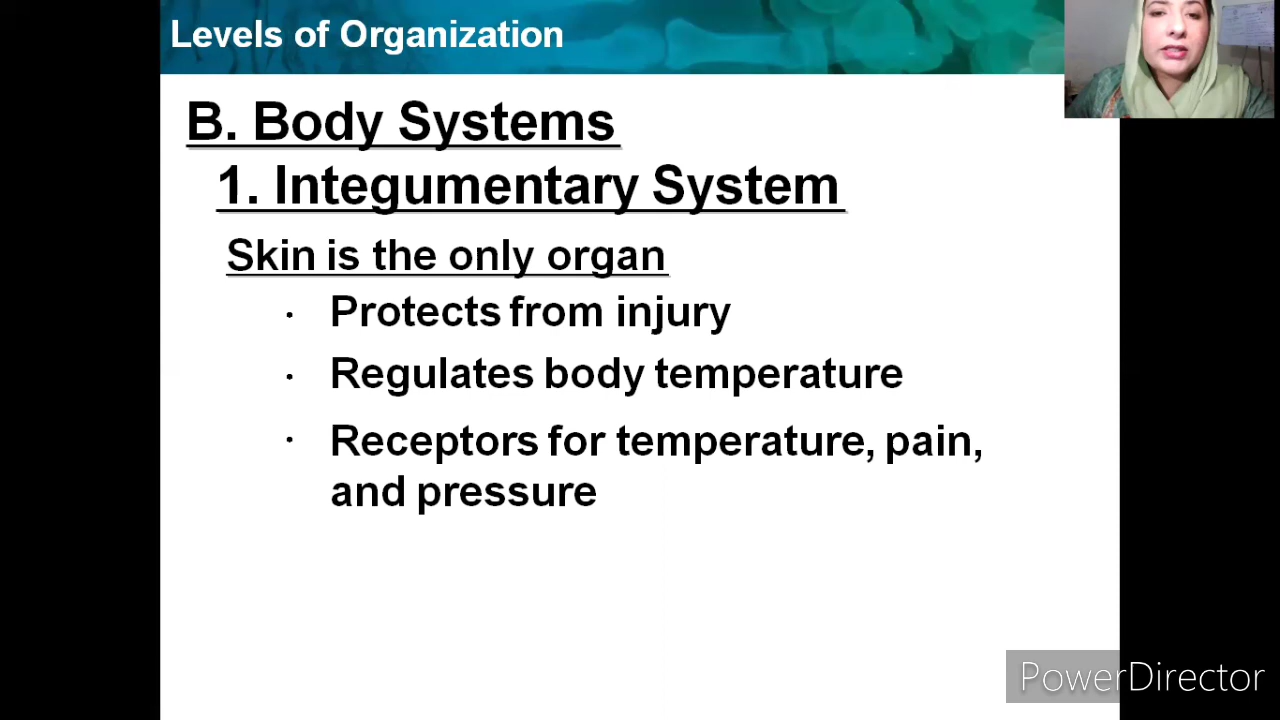 Levels of Organization
B. Body Systems
1. Integumentary System
Skin is the only organ
· Protects from injury
· Regulates body temperature
· Receptors for temperature, pain,
and pressure
PowerDirector